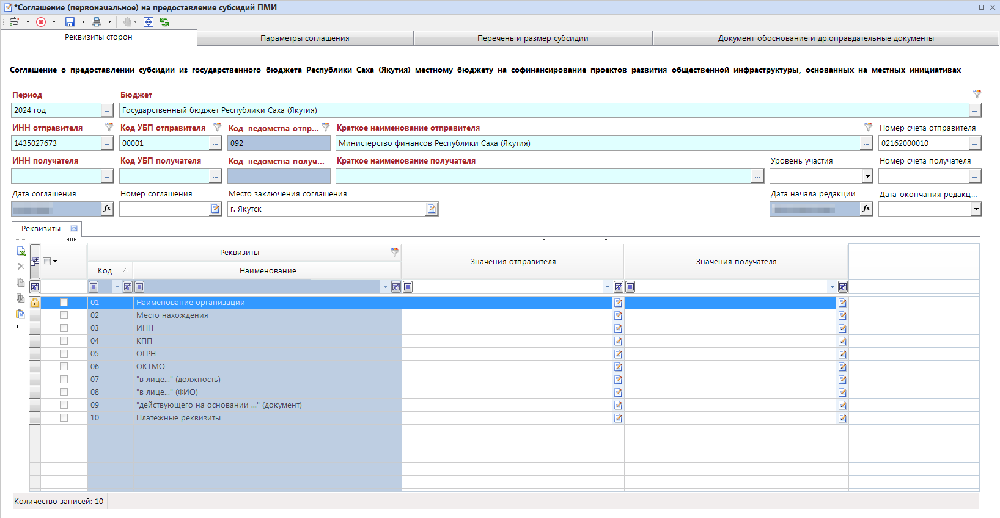 *Соглашение (первоначальное) на предоставление субсидий ПМИ
Реквизиты сторон
Параметры соглашения
Перечень и размер субсидии
Документ-обоснование и др.оправдательные документы
Соглашение о предоставлении субсидии из государственного бюджета Республики Саха (Якутия) местному бюджету на софинансирование проектов развития общественной инфраструктуры, основанных на местных инициативах
Период
Бюджет
2024 год
...
Государственный бюджет Республики Саха (Якутия)
...
ИНН отправителя
Код УБП отправителя
Код ведомства отпр...
Краткое наименование отправителя
Номер счета отправителя
1435027673
...
00001
...
092
Министерство финансов Республики Саха (Якутия)
...
02162000010
...
ИНН получателя
Код УБП получателя
Код ведомства получ...
Краткое наименование получателя
Уровень участия
Номер счета получателя
...
...
...
...
Дата соглашения
Номер соглашения
Место заключения соглашения
Дата начала редакции
Дата окончания редакц...
fx
г. Якутск
fx
Реквизиты
Реквизиты
Значения отправителя
Значения получателя
Код
Наименование
01 Наименование организации
02 Место нахождения
03 ИНН
04 КПП
05 ОГРН
06 ОКТМО
07 "в лице..." (должность)
08 "в лице..." (ФИО)
09 "действующего на основании ..." (документ)
10 Платежные реквизиты
Количество записей: 10